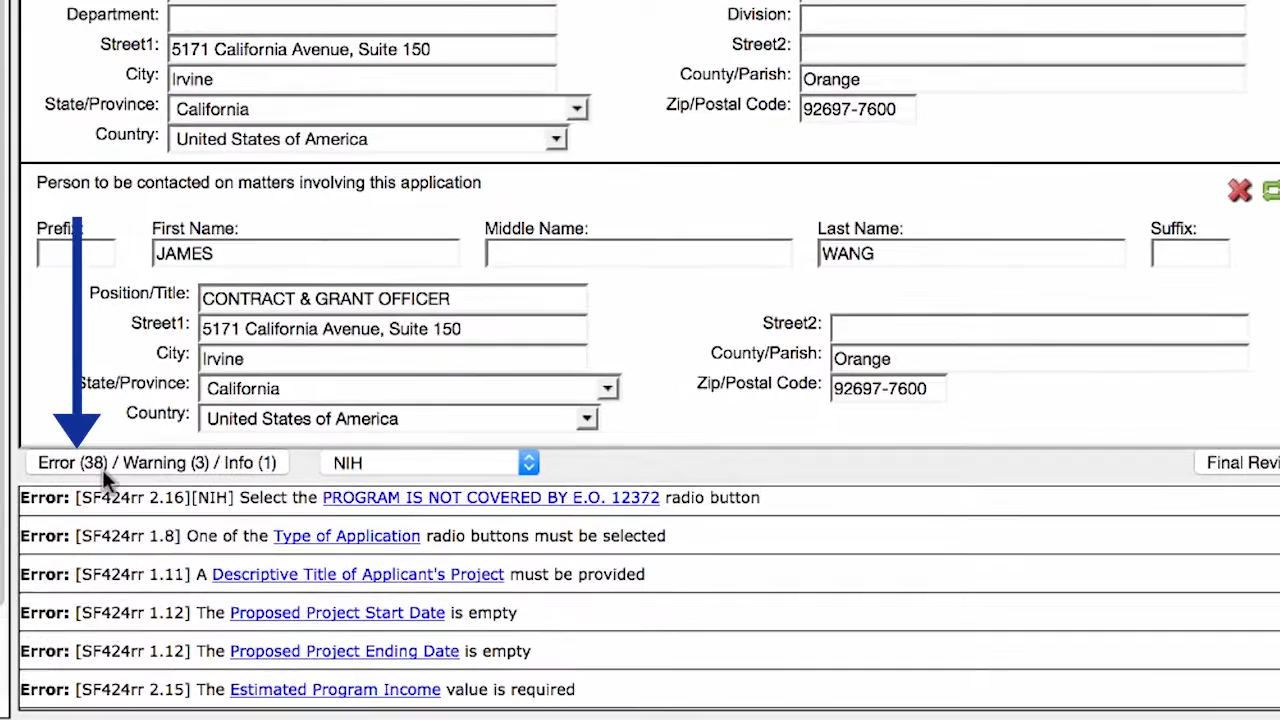 Department: Division:
Street1: 5171 California Avenue, Suite 150 Street2:
City: Irvine County/Parish: Orange
State/Province: California Zip/Postal Code: 92697-7600
Country: United States of America
Person to be contacted on matters involving this application
First Name: Middle Name: Last Name: Suffix:
JAMES WANG
Position/Title: CONTRACT & GRANT OFFICER
Street1: 5171 California Avenue, Suite 150 Street2:
City: Irvine County/Parish: Orange
State/Province: California Zip/Postal Code: 92697-7600
Country: United States of America
Error (38) / Warning (3) / Info (1) NIH Final
Error: [SF424rr 2.16][NIH] Select the PROGRAM IS NOT COVERED BY E.O. 12372 radio button
Error: [SF424rr 1.8] One of the Type of Application radio buttons must be selected
Error: [SF424rr 1.11] A Descriptive Title of Applicant's Project must be provided
Error: [SF424rr 1.12] The Proposed Project Start Date is empty
Error: [SF424rr 1.12] The Proposed Project Ending Date is empty
Error: [SF424rr 2.15] The Estimated Program Income value is required